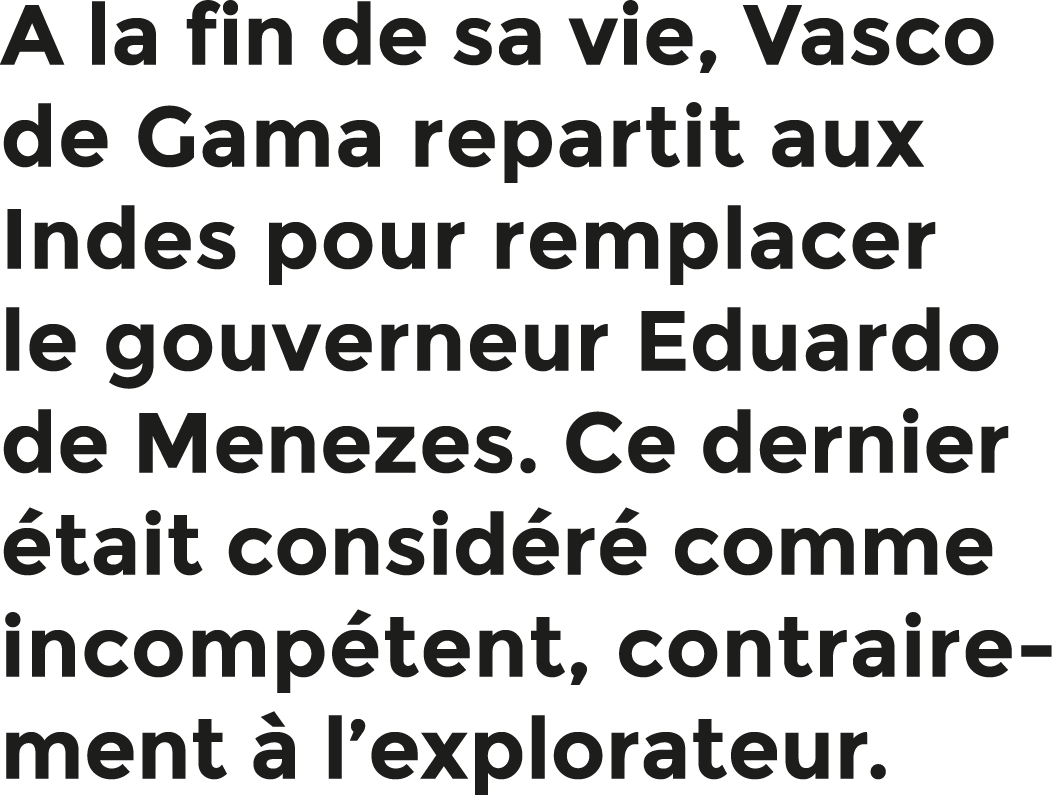 A la fin de sa vie, Vasco
de Gama repartit aux
Indes pour remplacer
le gouverneur Eduardo
de Menezes. Ce dernier
était considéré comme
incompétent, contraire-
ment à l’explorateur.